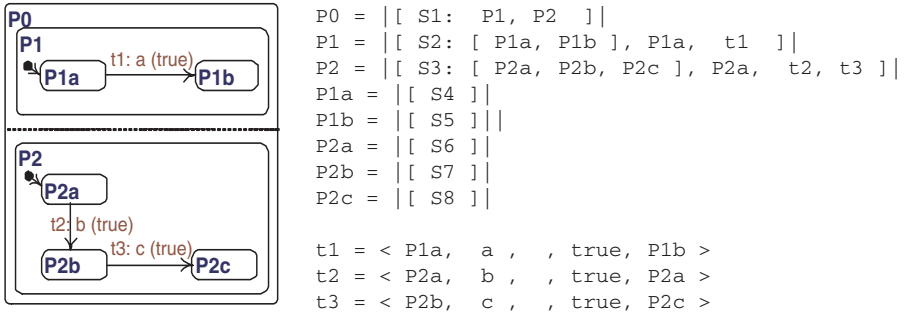 P0
P1
t1: a (true)
P1a
P1b
P2
P2a
t2: b (true)
t3: c (true)
P2b
P2c
P0 = |[ S1: P1, P2 ]|
P1 = |[ S2: [ P1a, P1b ], P1a, t1 ]|
P2 = |[ S3: [ P2a, P2b, P2c ], P2a, t2, t3 ]|
P1a = |[ S4 ]|
P1b = |[ S5 ]||
P2a = |[ S6 ]|
P2b = |[ S7 ]|
P2c = |[ S8 ]|
t1 = < P1a, a , , true, P1b >
t2 = < P2a, b , , true, P2a >
t3 = < P2b, c , , true, P2c >